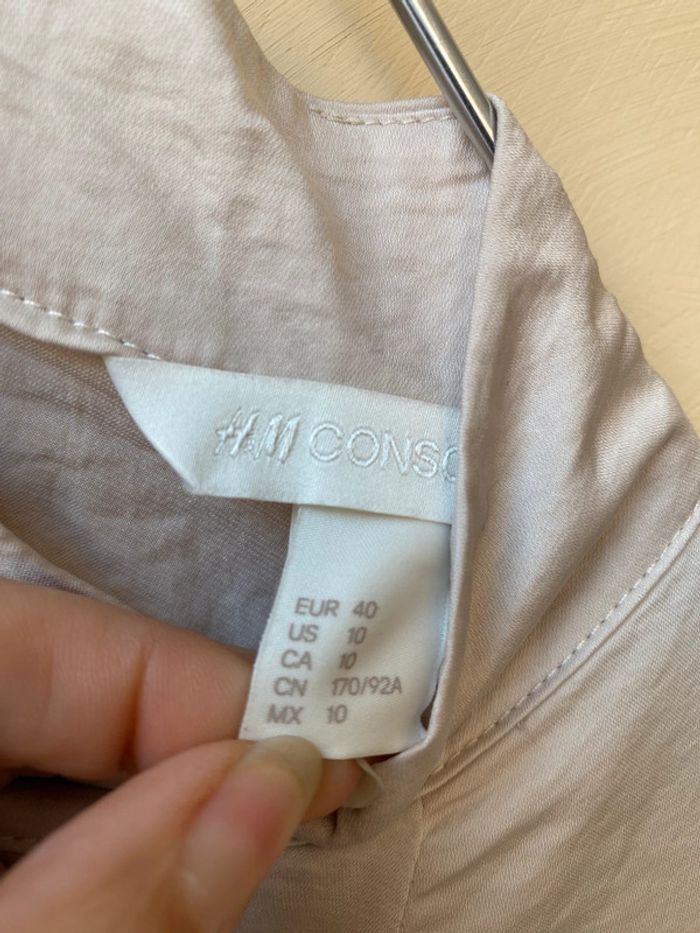 H&M CONSC
EUR 40
US 10
CA 10
CN 170/92A
MX 10